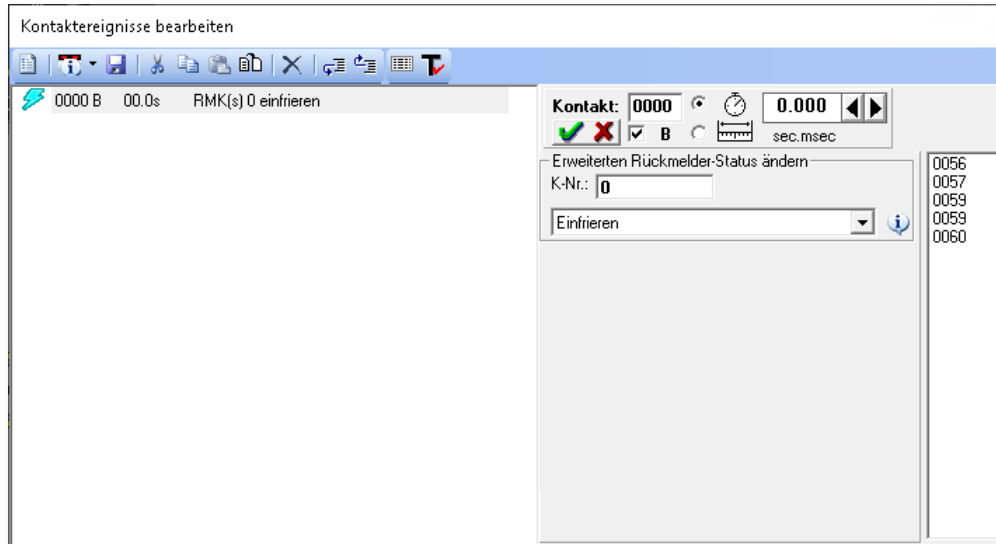 Kontaktereignisse bearbeiten
0000 B 00.0s RMK(s) 0 einfrieren
Kontakt: 0000 0.000
B sec.msec
Erweiterten Rückmelder-Status ändern
K-Nr.: 0
Einfrieren
0056
0057
0059
0059
0060